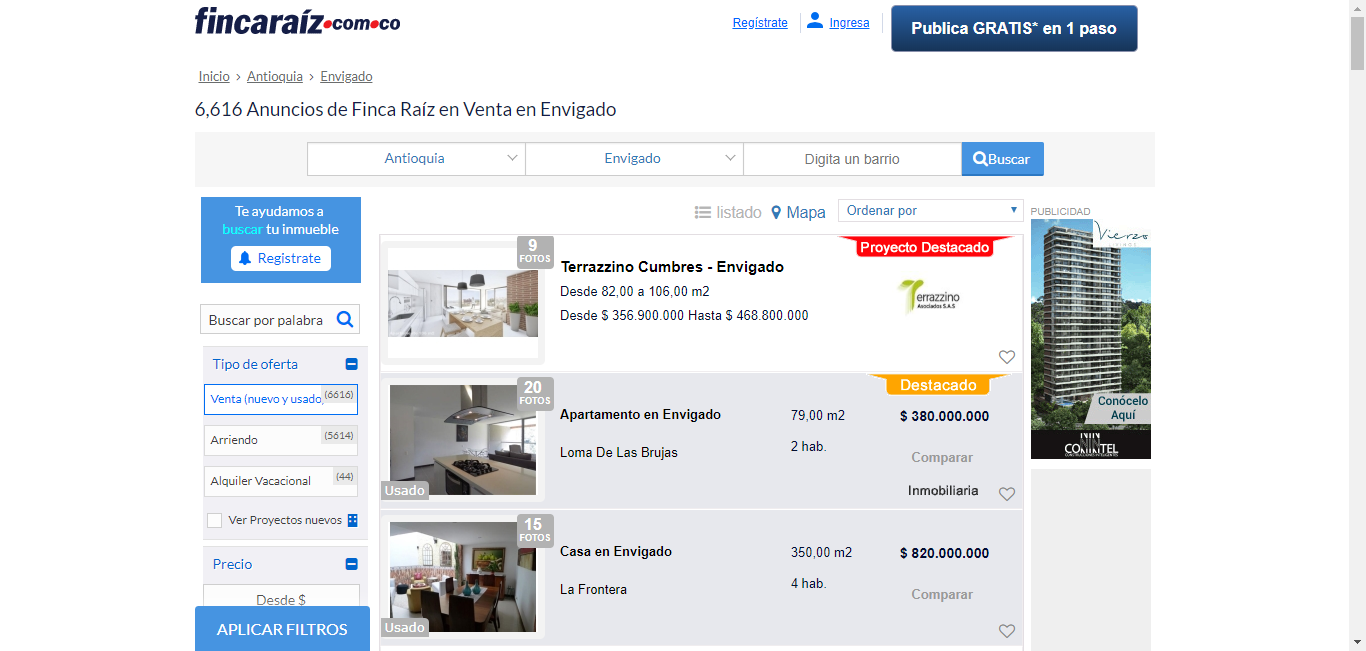 fincaraíz.com.co
Regístrate
Ingresa
Publica GRATIS* en 1 paso
Inicio › Antioquia › Envigado
6,616 Anuncios de Finca Raíz en Venta en Envigado
Antioquia
Envigado
Digita un barrio
Buscar
Te ayudamos a
buscar tu inmueble
Registrate
listado
Mapa
Ordenar por
PUBLICIDAD
Buscar por palabra
Tipo de oferta
Venta (nuevo y usado)
(6616)
Arriendo
(5614)
Alquiler Vacacional
(44)
Ver Proyectos nuevos
Precio
Desde $
APLICAR FILTROS
9
FOTOS
Terrazzino Cumbres - Envigado
Desde 82,00 a 106,00 m2
Desde $ 356.900.000 Hasta $ 468.800.000
Proyecto Destacado
Terrazzino
Asociados S.A.S
20
FOTOS
Usado
Apartamento en Envigado
Loma De Las Brujas
79,00 m2
2 hab.
Destacado
$ 380.000.000
Comparar
Inmobiliaria
15
FOTOS
Usado
Casa en Envigado
La Frontera
350,00 m2
4 hab.
$ 820.000.000
Comparar
Vierzo
Conócelo
Aquí
CONINTEL